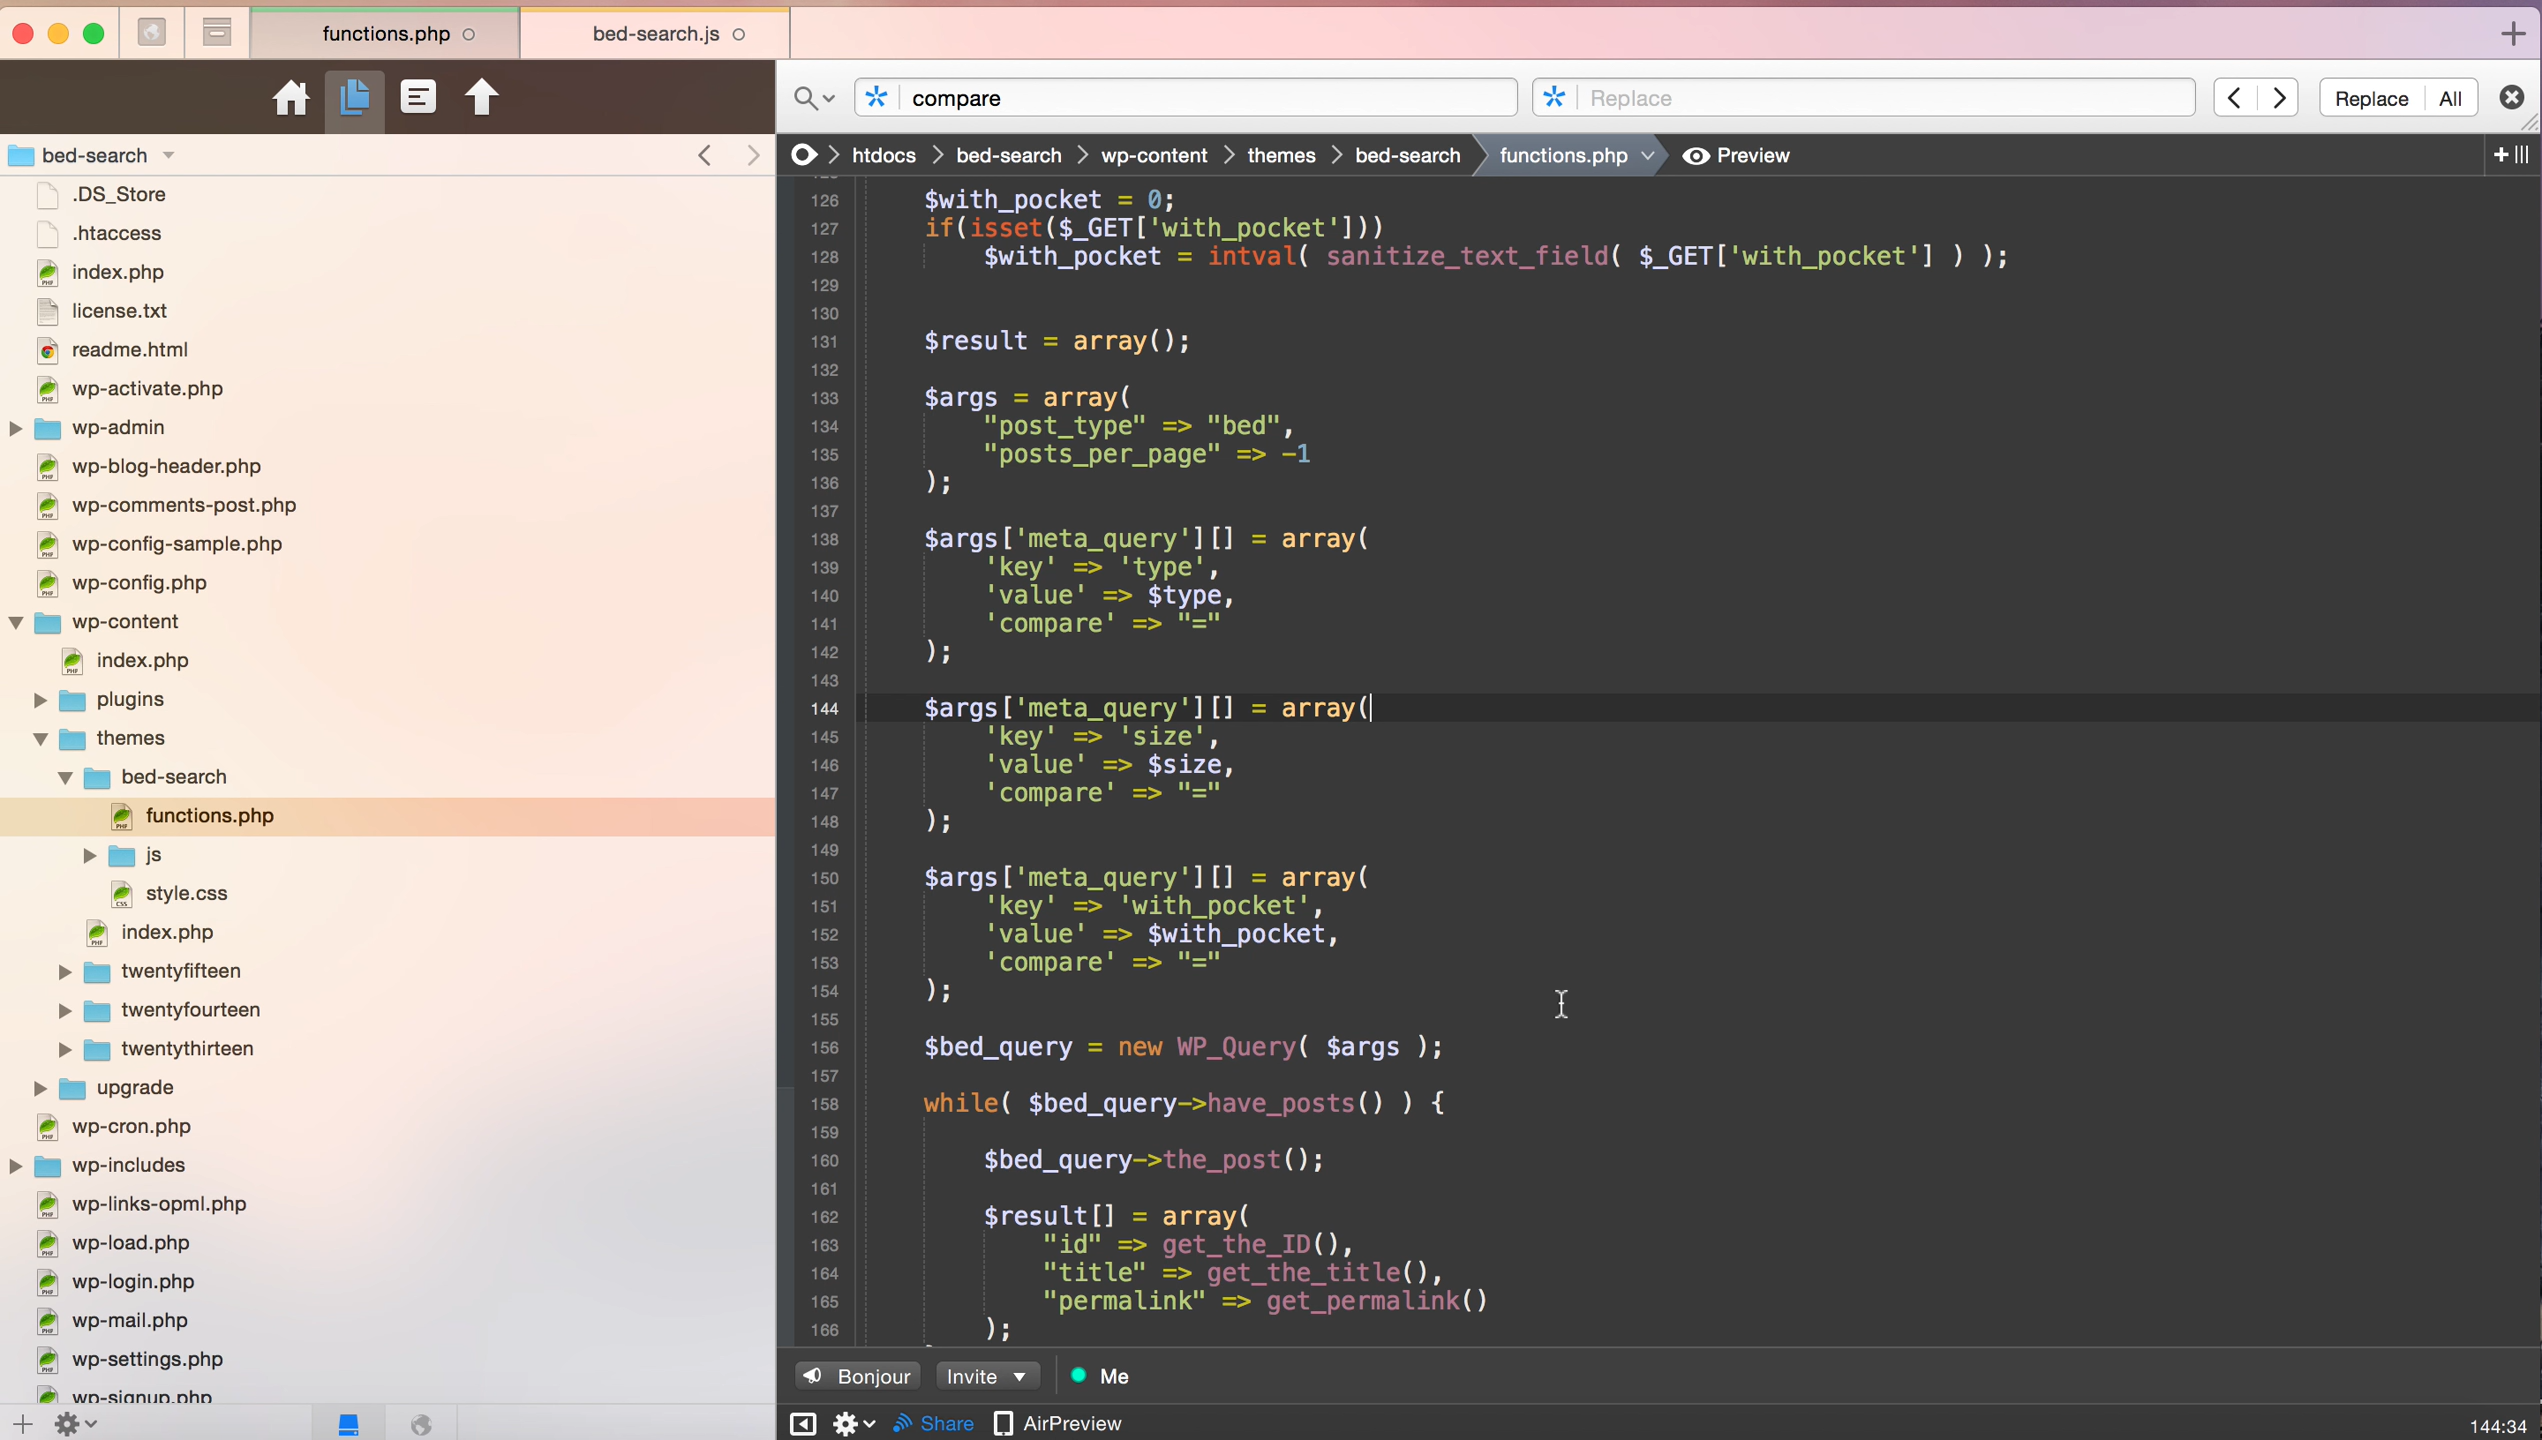 functions.php
bed-search.js
compare
Replace
Replace
All
bed-search
.DS_Store
.htaccess
index.php
license.txt
readme.html
wp-activate.php
wp-admin
wp-blog-header.php
wp-comments-post.php
wp-config-sample.php
wp-config.php
wp-content
index.php
plugins
themes
bed-search
functions.php
js
style.css
index.php
twentyfifteen
twentyfourteen
twentythirteen
upgrade
wp-cron.php
wp-includes
wp-links-opml.php
wp-load.php
wp-login.php
wp-mail.php
wp-settings.php
wp-signup.php
htdocs > bed-search > wp-content > themes > bed-search functions.php Preview
126 $with_pocket = 0;
127 if(isset($_GET['with_pocket']))
128 $with_pocket = intval( sanitize_text_field( $_GET['with_pocket'] ) );
129
130
131 $result = array();
132
133 $args = array(
134 "post_type" => "bed",
135 "posts_per_page" => -1
136 );
137
138 $args['meta_query'][] = array(
139 'key' => 'type',
140 'value' => $type,
141 'compare' => "="
142 );
143
144 $args['meta_query'][] = array(
145 'key' => 'size',
146 'value' => $size,
147 'compare' => "="
148 );
149
150 $args['meta_query'][] = array(
151 'key' => 'with_pocket',
152 'value' => $with_pocket,
153 'compare' => "="
154 );
155
156 $bed_query = new WP_Query( $args );
157
158 while( $bed_query->have_posts() ) {
159
160 $bed_query->the_post();
161
162 $result[] = array(
163 "id" => get_the_ID(),
164 "title" => get_the_title(),
165 "permalink" => get_permalink()
166 );
Bonjour Invite Me
Share AirPreview
144:34